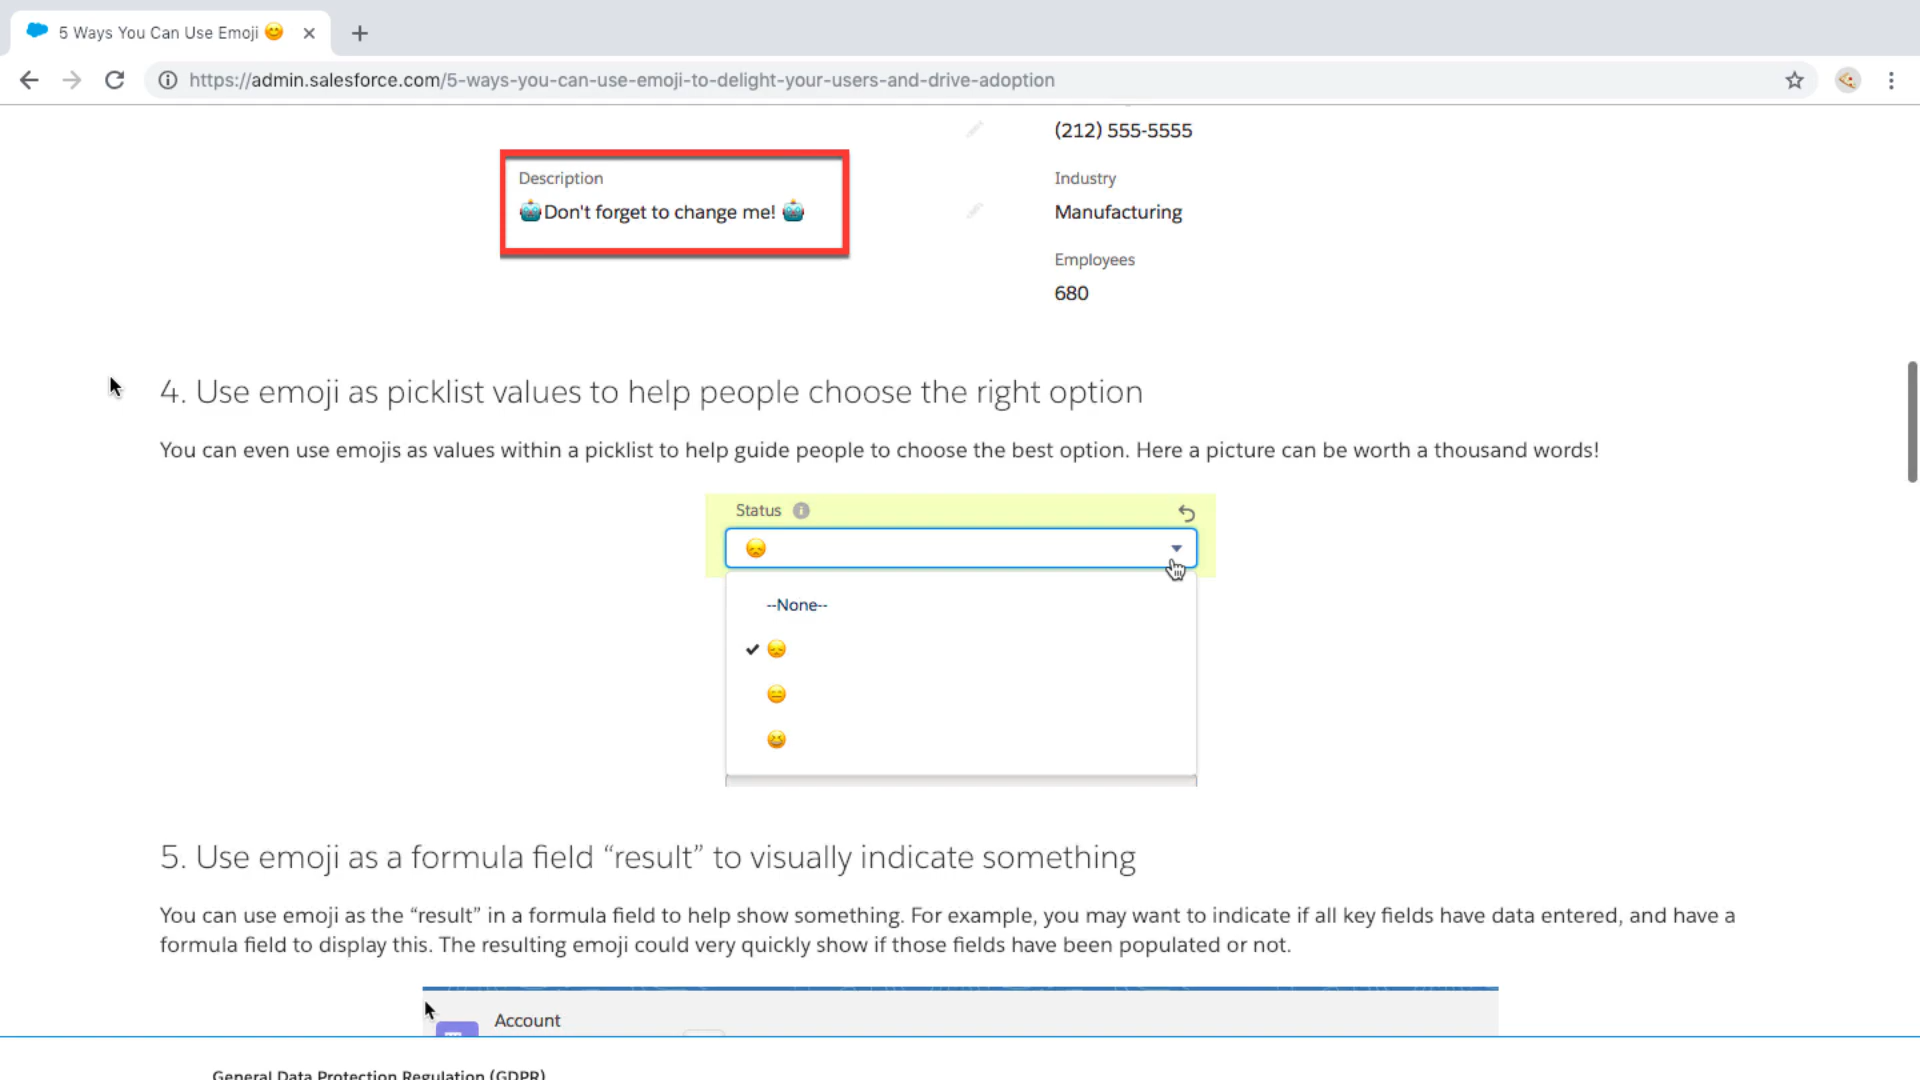 5 Ways You Can Use Emoji 😊
https://admin.salesforce.com/5-ways-you-can-use-emoji-to-delight-your-users-and-drive-adoption
(212) 555-5555
Description
🤖Don't forget to change me! 🤖
Industry
Manufacturing
Employees
680
4. Use emoji as picklist values to help people choose the right option
You can even use emojis as values within a picklist to help guide people to choose the best option. Here a picture can be worth a thousand words!
Status
--None--
5. Use emoji as a formula field “result” to visually indicate something
You can use emoji as the “result” in a formula field to help show something. For example, you may want to indicate if all key fields have data entered, and have a
formula field to display this. The resulting emoji could very quickly show if those fields have been populated or not.
Account
General Data Protection Regulation (GDPR)